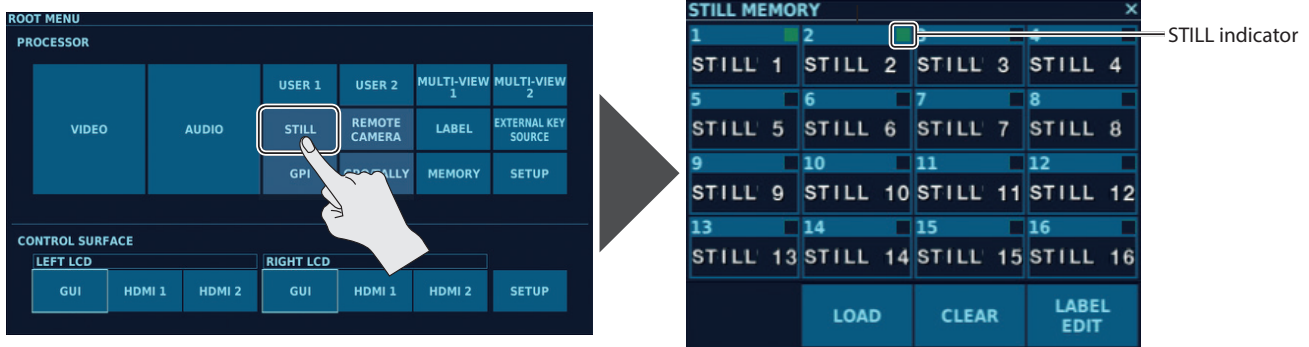 ROOT MENU
PROCESSOR
VIDEO
AUDIO
USER 1
USER 2
MULTI-VIEW
1
MULTI-VIEW
2
STILL
REMOTE
CAMERA
LABEL
EXTERNAL KEY
SOURCE
GPI
MEMORY
SETUP
CONTROL SURFACE
LEFT LCD
RIGHT LCD
GUI
HDMI 1
HDMI 2
GUI
HDMI 1
HDMI 2
SETUP
STILL MEMORY
×
STILL indicator
1
2
3
4
STILL 1
STILL 2
STILL 3
STILL 4
5
6
7
8
STILL 5
STILL 6
STILL 7
STILL 8
9
10
11
12
STILL 9
STILL 10
STILL 11
STILL 12
13
14
15
16
STILL 13
STILL 14
STILL 15
STILL 16
LOAD
CLEAR
LABEL
EDIT